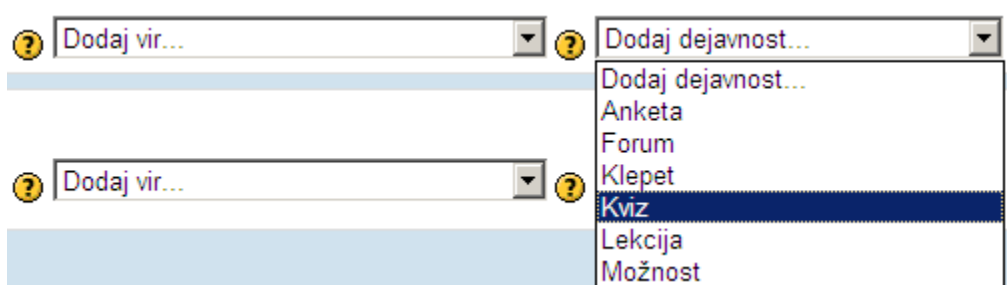 Dodaj vir... Dodaj dejavnost...
Dodaj dejavnost...
Anketa
Forum
Klepet
Dodaj vir...
Kviz
Lekcija
Možnost